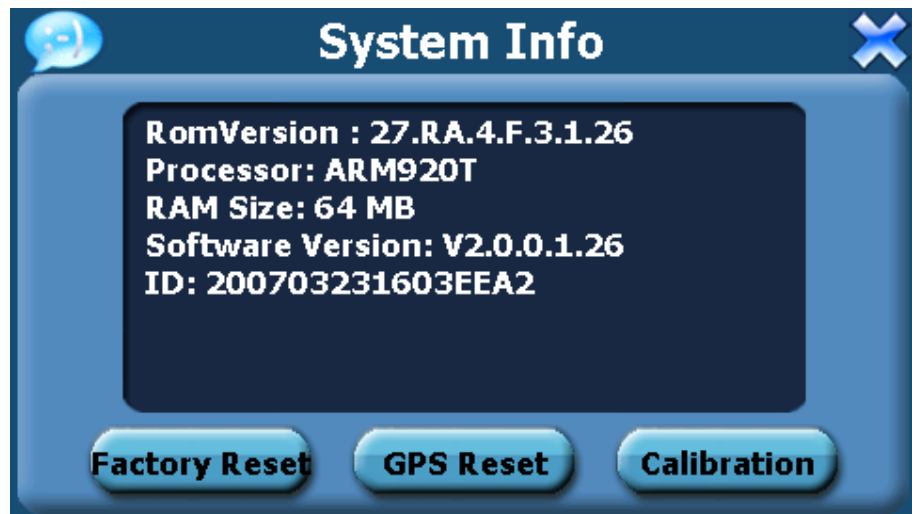 :-)
System Info
RomVersion : 27.RA.4.F.3.1.26
Processor: ARM920T
RAM Size: 64 MB
Software Version: V2.0.0.1.26
ID: 200703231603EEA2
Factory Reset
GPS Reset
Calibration